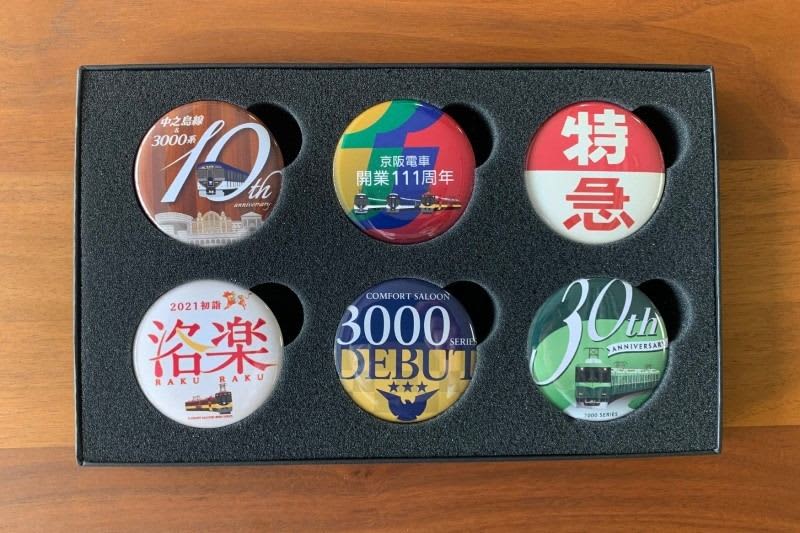 中之島線
&
3000系
10th
anniversary
京阪電車
開業111周年
特急
2021初詣
洛楽
RAKU RAKU
COMFORT SALOON
3000 SERIES
DEBUT
30th
ANNIVERSARY
7000 SERIES